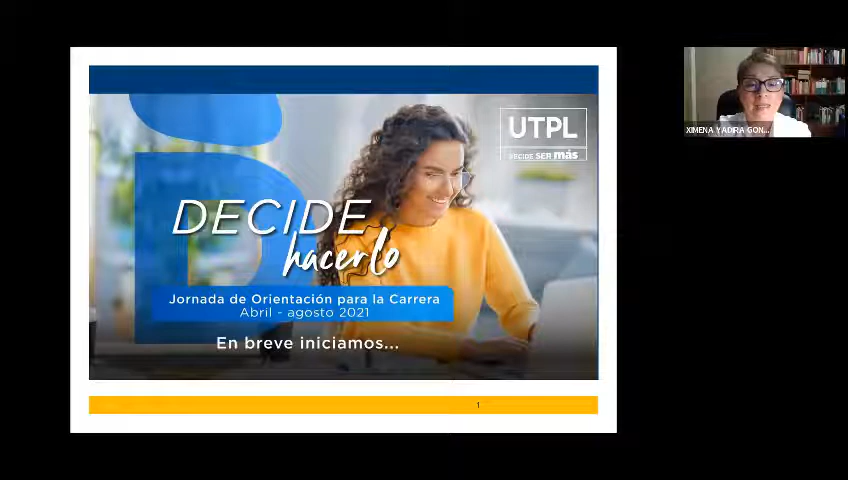 UTPL
DECIDE SER más
DECIDE
hacerlo
Jornada de Orientación para la Carrera
Abril - agosto 2021
En breve iniciamos...
1
XIMENA YADIRA GON...